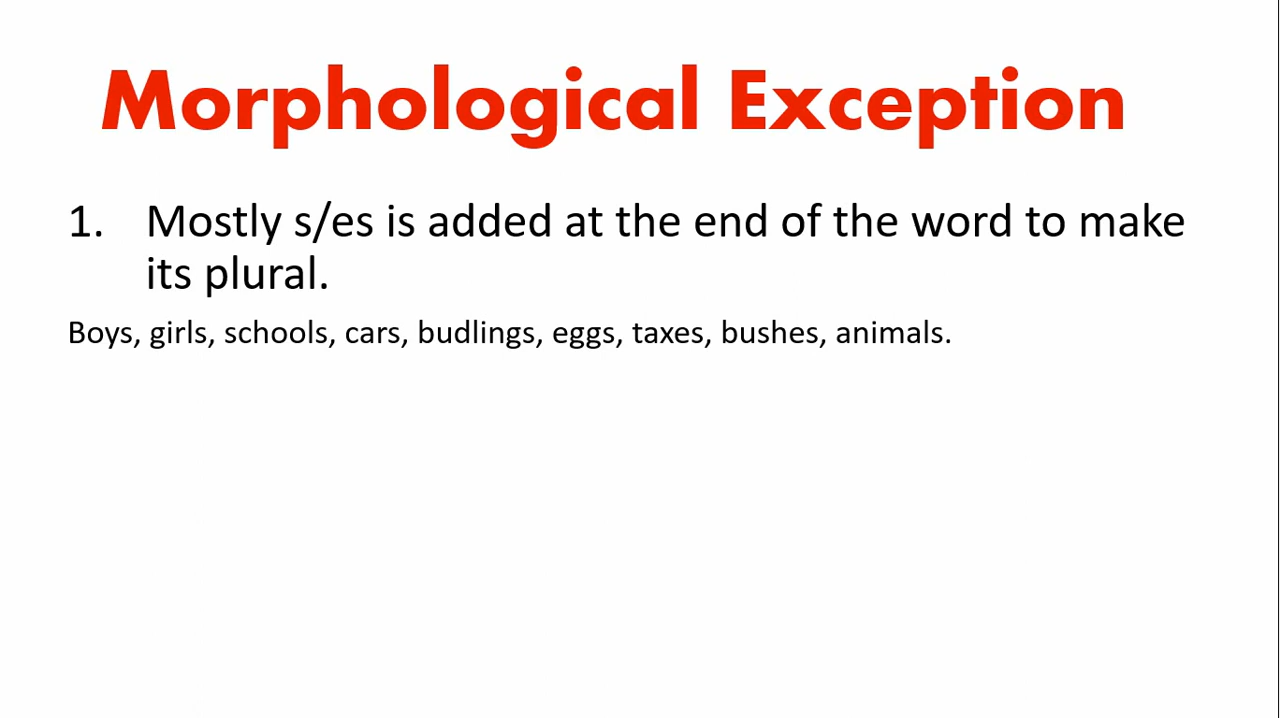 Morphological Exception
1. Mostly s/es is added at the end of the word to make
its plural.
Boys, girls, schools, cars, budlings, eggs, taxes, bushes, animals.